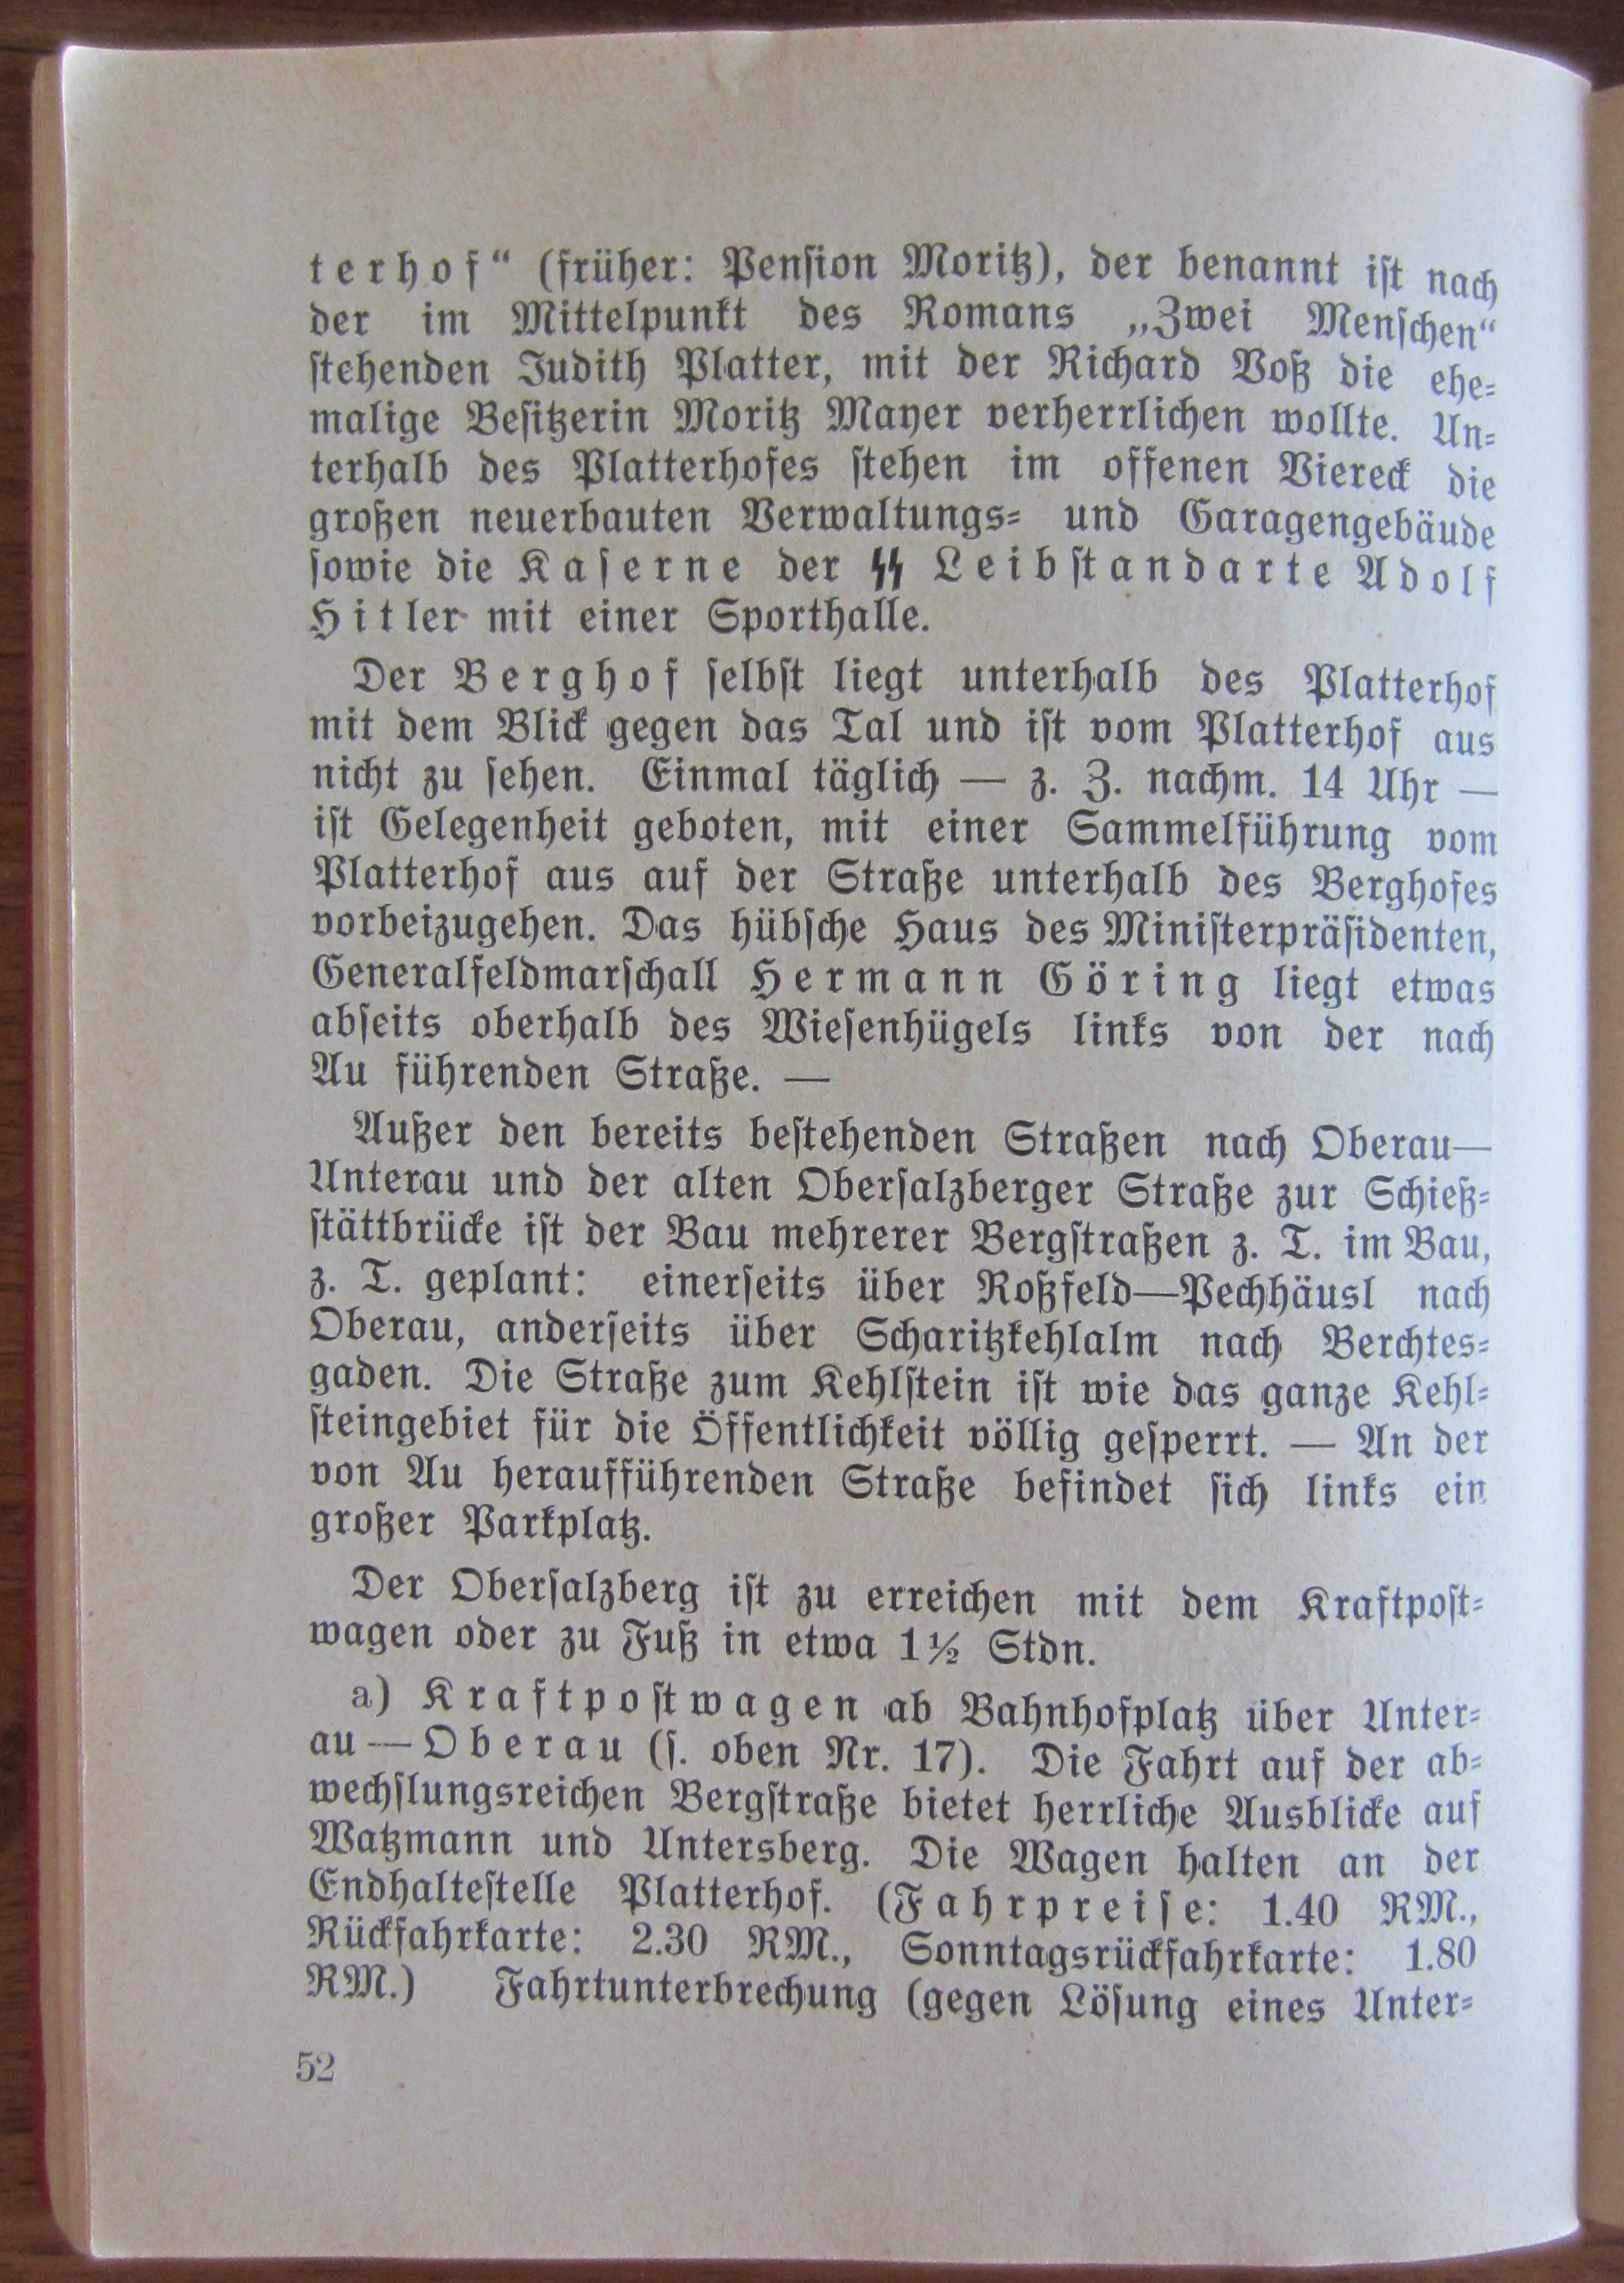 terhof“ (früher: Pension Moritz), der benannt ist nach
der im Mittelpunkt des Romans „Zwei Menschen“
stehenden Judith Platter, mit der Richard Voß die ehe-
malige Besitzerin Moritz Mayer verherrlichen wollte. Un-
terhalb des Platterhofes stehen im offenen Viereck die
großen neuerbauten Verwaltungs- und Garagengebäude
sowie die Kaserne der SS Leibstandarte Adolf
Hitler mit einer Sporthalle.
Der Berghof selbst liegt unterhalb des Platterhof
mit dem Blick gegen das Tal und ist vom Platterhof aus
nicht zu sehen. Einmal täglich — z. Z. nachm. 14 Uhr —
ist Gelegenheit geboten, mit einer Sammelführung vom
Platterhof aus auf der Straße unterhalb des Berghofes
vorbeizugehen. Das hübsche Haus des Ministerpräsidenten,
Generalfeldmarschall Hermann Göring liegt etwas
abseits oberhalb des Wiesenhügels links von der nach
Au führenden Straße. —
Außer den bereits bestehenden Straßen nach Oberau—
Unterau und der alten Obersalzberger Straße zur Schieß-
stättbrücke ist der Bau mehrerer Bergstraßen z. T. im Bau,
z. T. geplant: einerseits über Roßfeld—Pechhäusl nach
Oberau, anderseits über Scharitzkehlalm nach Berchtes-
gaden. Die Straße zum Kehlstein ist wie das ganze Kehl-
steingebiet für die Öffentlichkeit völlig gesperrt. — An der
von Au heraufführenden Straße befindet sich links ein
großer Parkplatz.
Der Obersalzberg ist zu erreichen mit dem Kraftpost-
wagen oder zu Fuß in etwa 1½ Stdn.
a) Kraftpostwagen ab Bahnhofplatz über Unter-
au—Oberau (s. oben Nr. 17). Die Fahrt auf der ab-
wechslungsreichen Bergstraße bietet herrliche Ausblicke auf
Watzmann und Untersberg. Die Wagen halten an der
Endhaltestelle Platterhof. (Fahrpreise: 1.40 RM.,
Rückfahrkarte: 2.30 RM., Sonntagsrückfahrkarte: 1.80
RM.) Fahrtunterbrechung (gegen Lösung eines Unter-
52